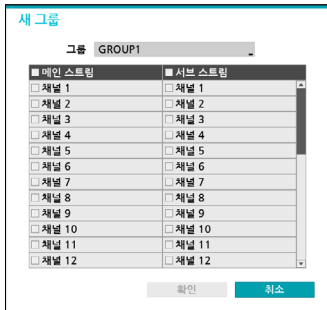 새 그룹
그룹 GROUP1
메인 스트림 서브 스트림
채널 1 채널 1
채널 2 채널 2
채널 3 채널 3
채널 4 채널 4
채널 5 채널 5
채널 6 채널 6
채널 7 채널 7
채널 8 채널 8
채널 9 채널 9
채널 10 채널 10
채널 11 채널 11
채널 12 채널 12
확인 취소